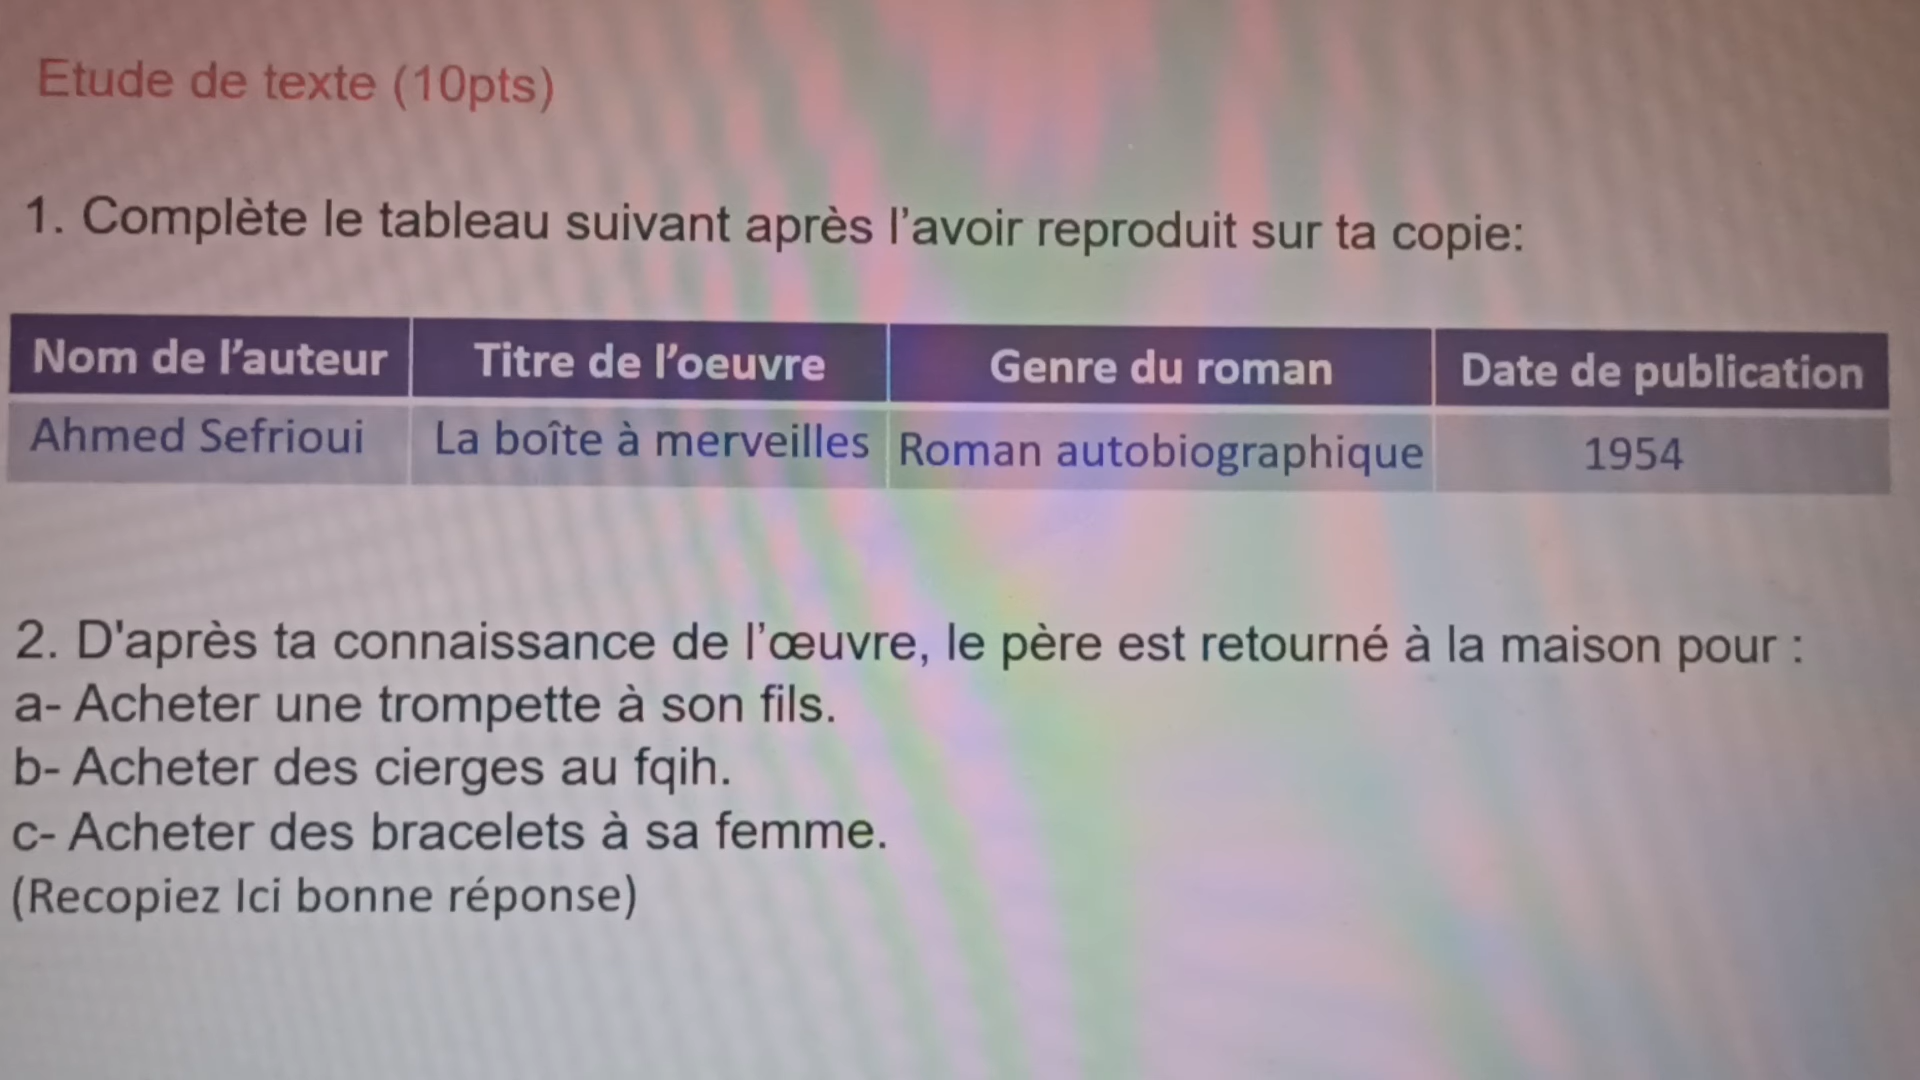 Etude de texte (10pts)
1. Complète le tableau suivant après l'avoir reproduit sur ta copie:
Nom de l'auteur Titre de l'oeuvre Genre du roman Date de publication
Ahmed Sefrioui La boîte à merveilles Roman autobiographique 1954
2. D'après ta connaissance de l'œuvre, le père est retourné à la maison pour :
a- Acheter une trompette à son fils.
b- Acheter des cierges au fqih.
c- Acheter des bracelets à sa femme.
(Recopiez Ici bonne réponse)